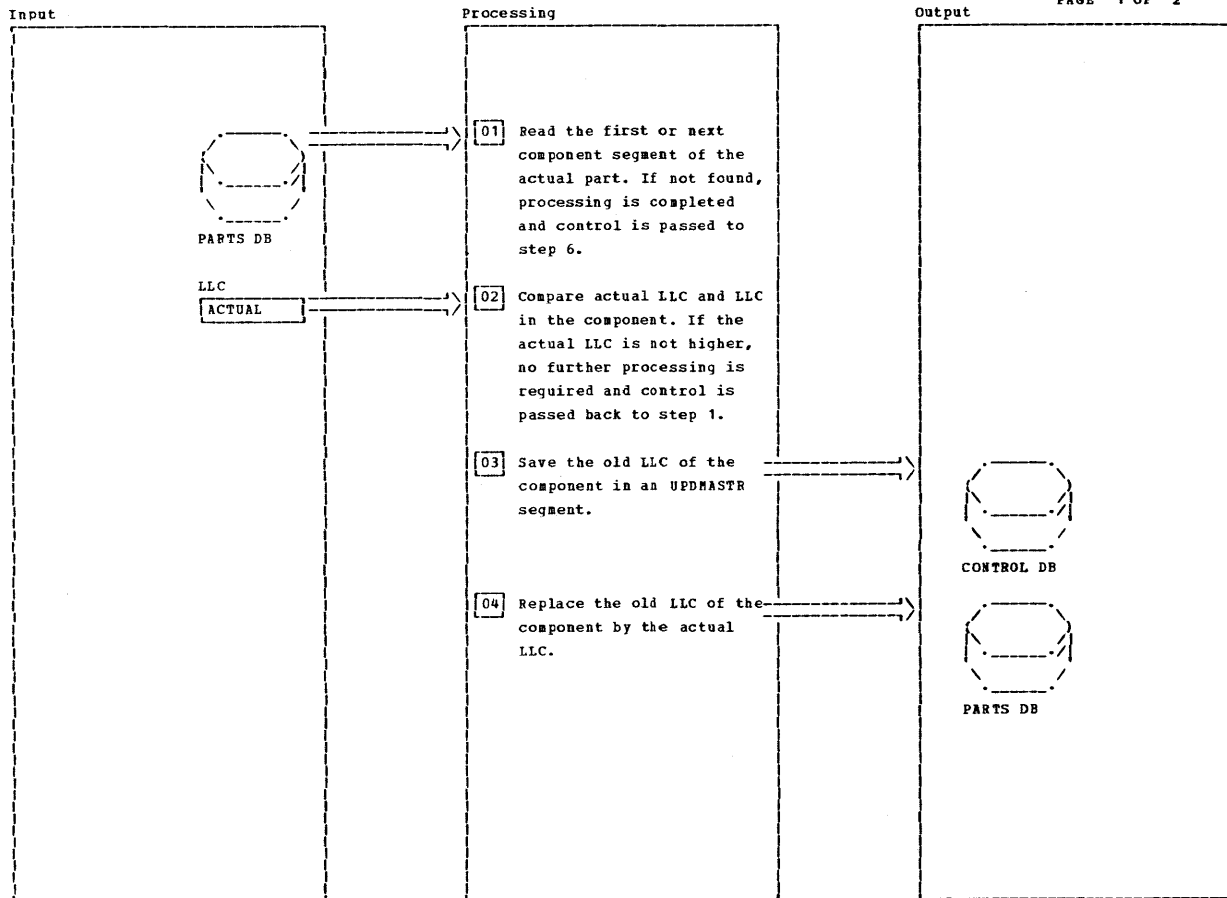 PAGE 1 OF 2
Input
Processing
Output
01 Read the first or next
component segment of the
actual part. If not found,
processing is completed
and control is passed to
step 6.
PARTS DB
LLC
ACTUAL
02 Compare actual LLC and LLC
in the component. If the
actual LLC is not higher,
no further processing is
required and control is
passed back to step 1.
03 Save the old LLC of the
component in an UPDMASTR
segment.
CONTROL DB
04 Replace the old LLC of the
component by the actual
LLC.
PARTS DB